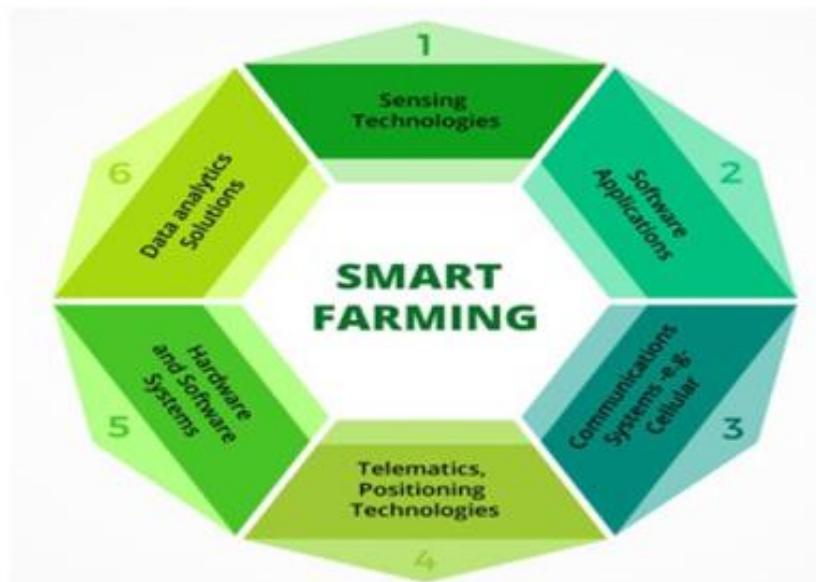 1
Sensing
Technologies
2
Software
Applications
3
Communications
Systems -e.g-
Cellular
4
Telematics,
Positioning
Technologies
5
Hardware
and Software
Systems
6
Data analytics
Solutions
SMART
FARMING